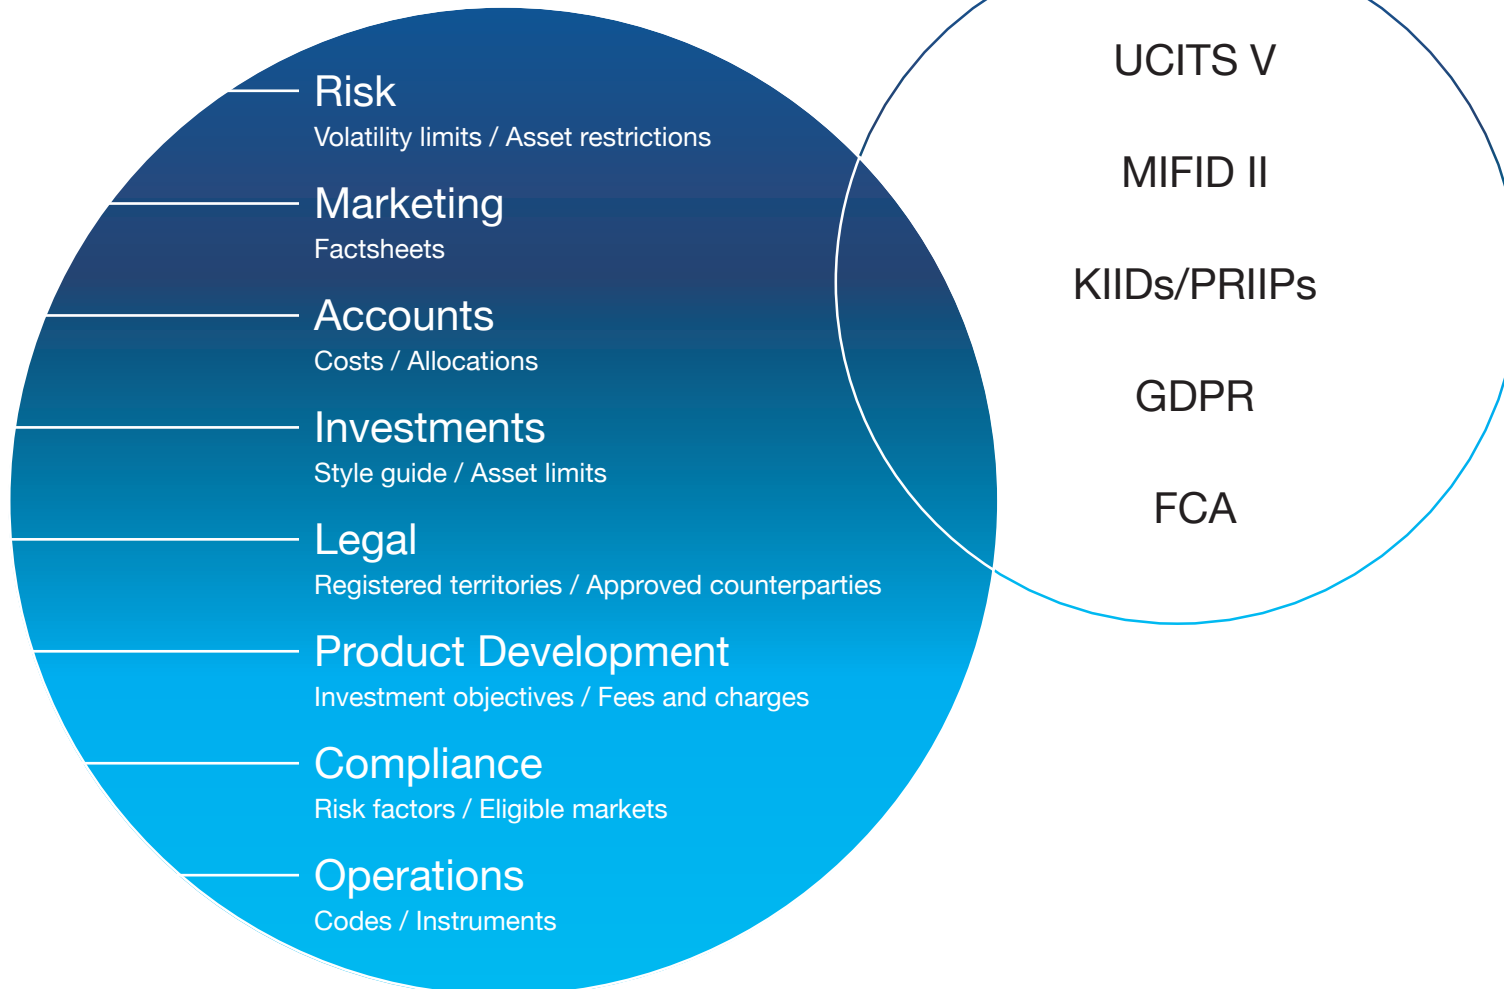 Risk
Volatility limits / Asset restrictions
Marketing
Factsheets
Accounts
Costs / Allocations
Investments
Style guide / Asset limits
Legal
Registered territories / Approved counterparties
Product Development
Investment objectives / Fees and charges
Compliance
Risk factors / Eligible markets
Operations
Codes / Instruments
UCITS V
MIFID II
KIIDs/PRIIPs
GDPR
FCA